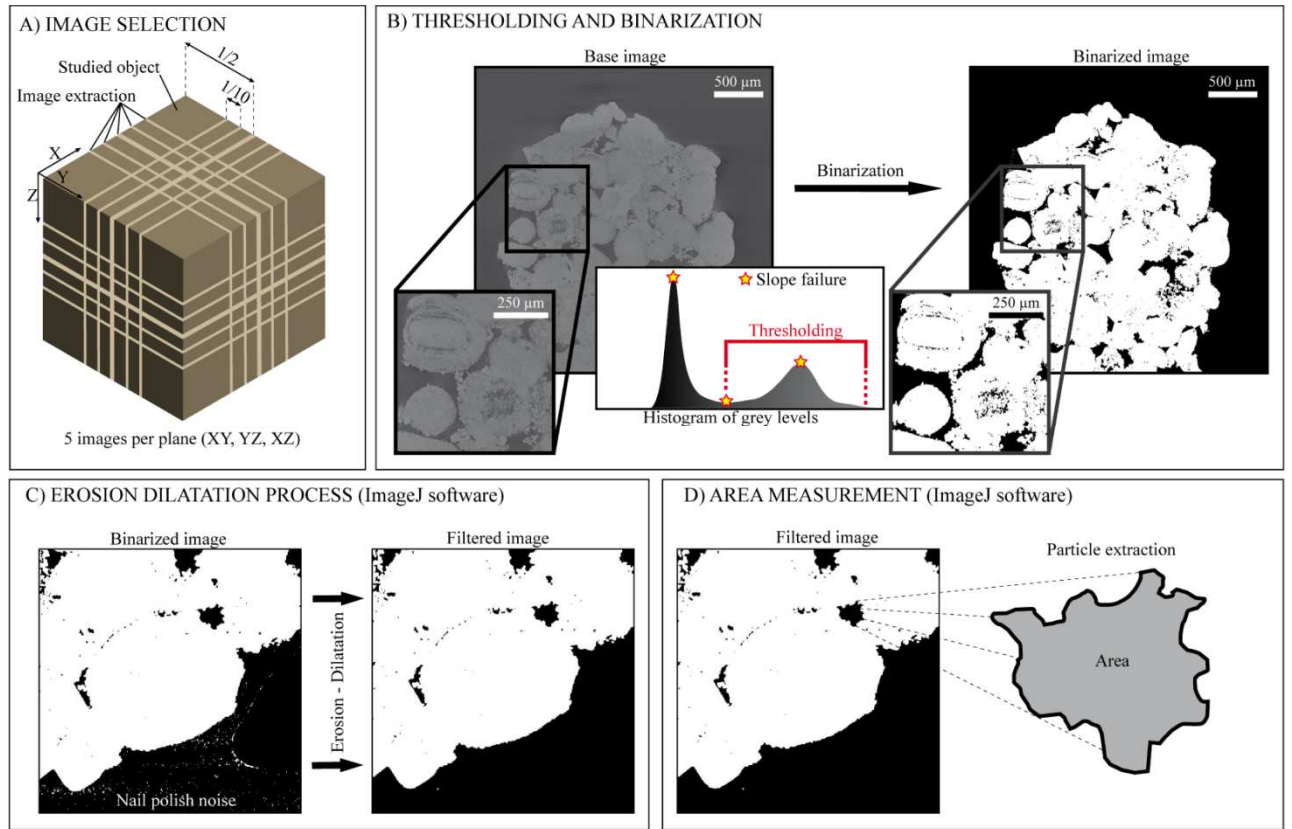 A) IMAGE SELECTION
1/2
Studied object
1/10
Image extraction
X
Y
Z
5 images per plane (XY, YZ, XZ)
B) THRESHOLDING AND BINARIZATION
Base image
500 µm
Binarization
Binarized image
500 µm
250 µm
Slope failure
Thresholding
Histogram of grey levels
250 µm
C) EROSION DILATATION PROCESS (ImageJ software)
Binarized image
Filtered image
Erosion - Dilatation
Nail polish noise
D) AREA MEASUREMENT (ImageJ software)
Filtered image
Particle extraction
Area